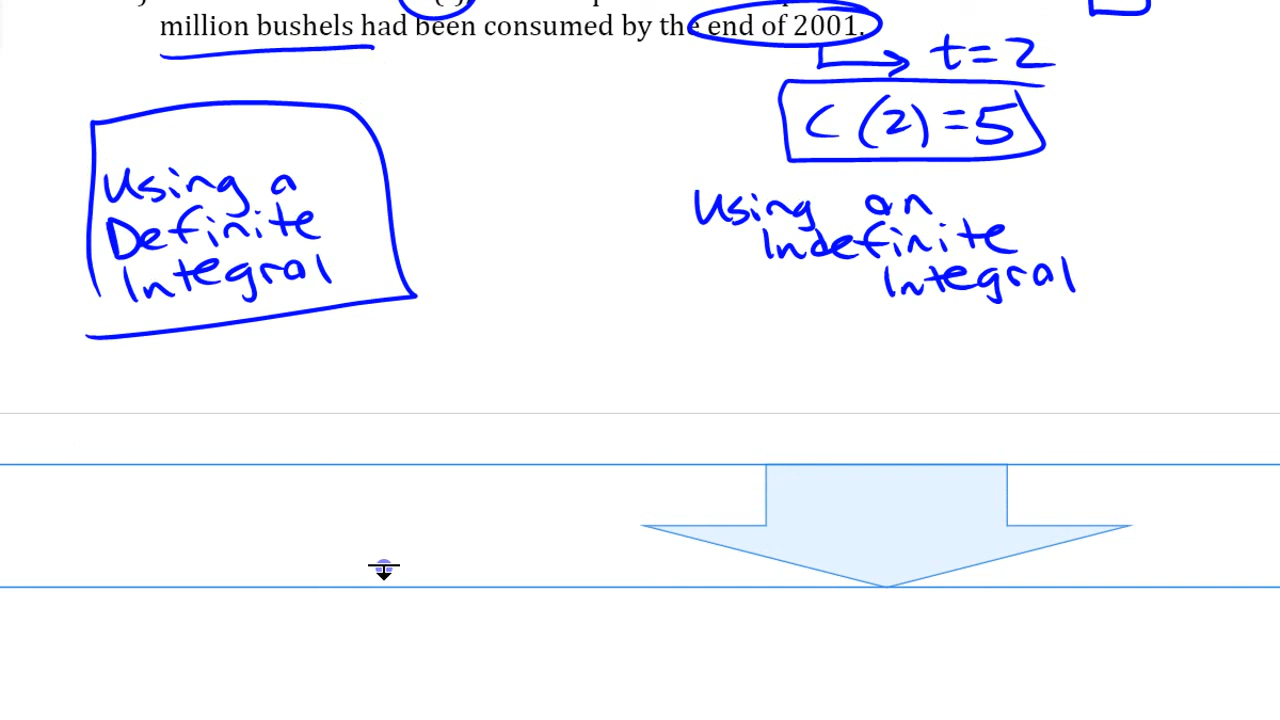 million bushels had been consumed by the end of 2001.
t=2
C(2)=5
Using a
Definite
Integral
Using an
Indefinite
Integral